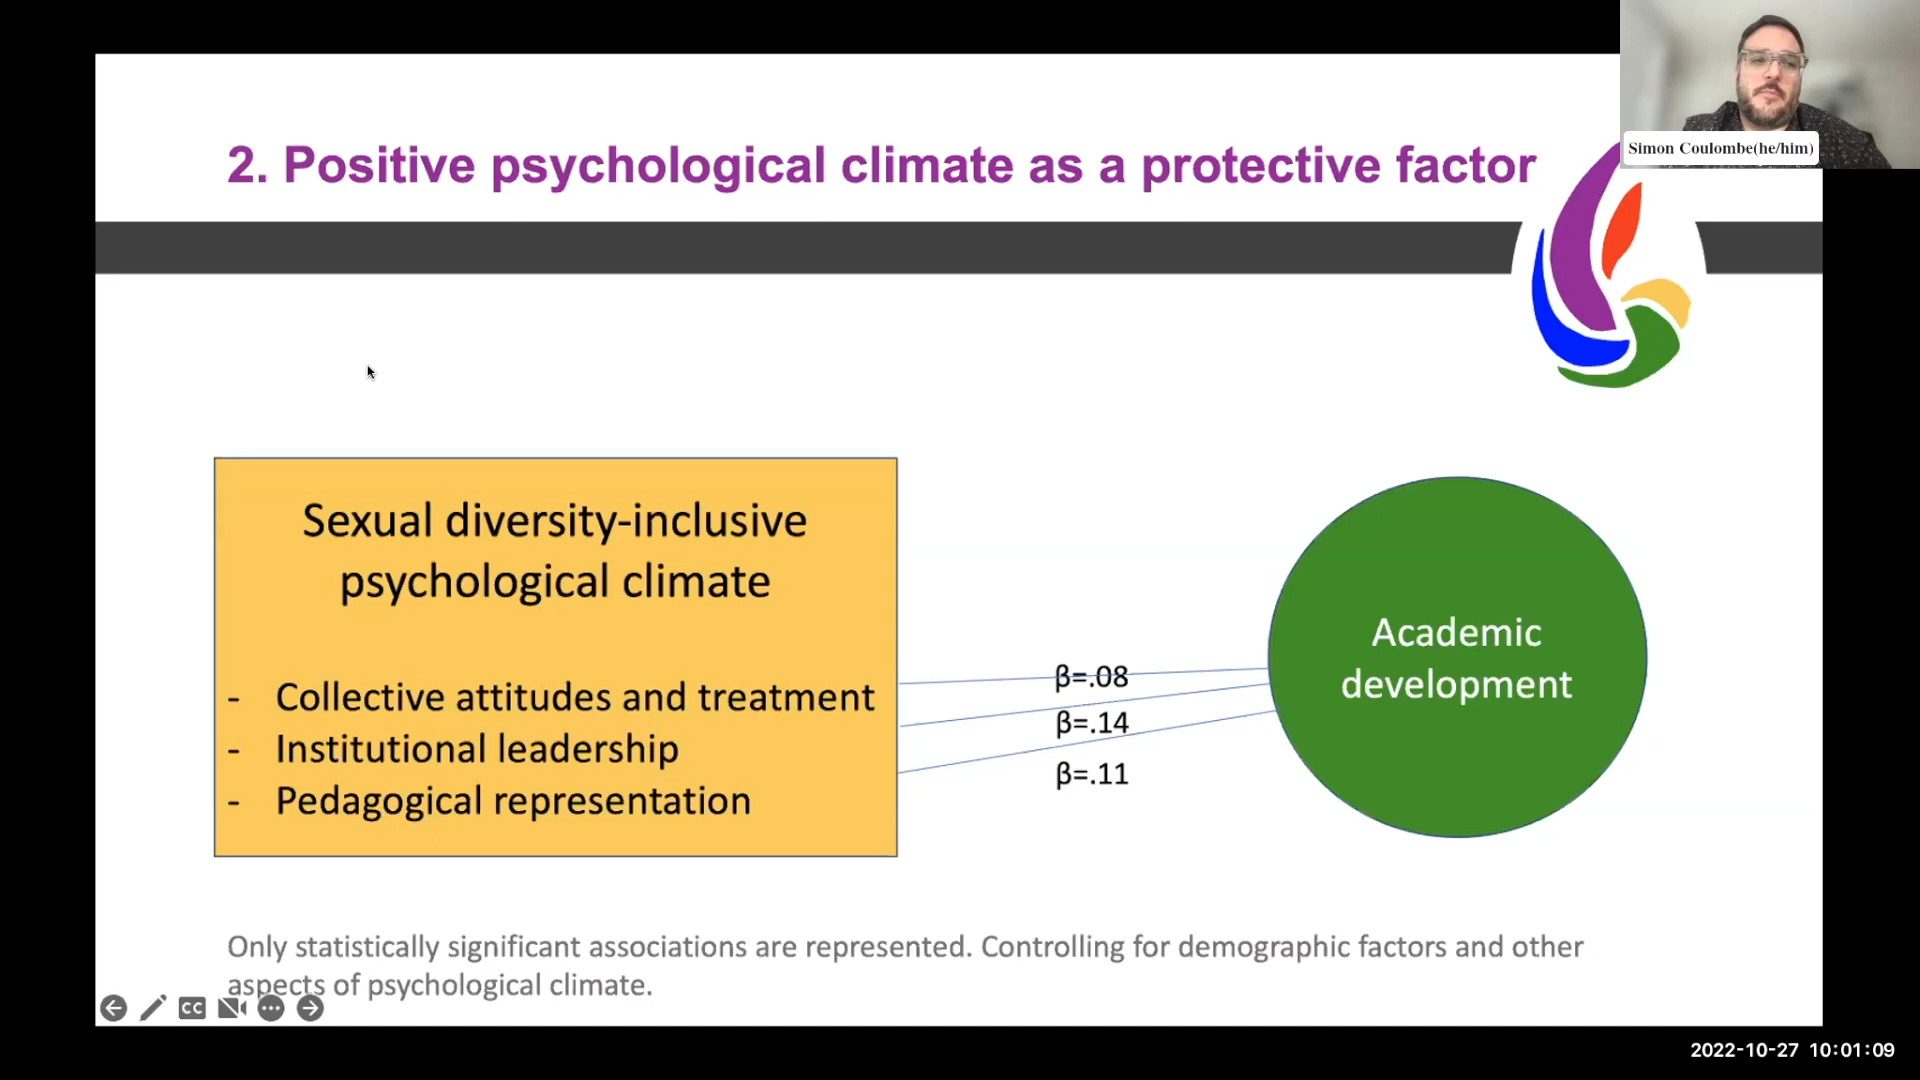 Simon Coulombe(he/him)
2. Positive psychological climate as a protective factor
Sexual diversity-inclusive
psychological climate
- Collective attitudes and treatment
- Institutional leadership
- Pedagogical representation
β=.08
β=.14
β=.11
Academic
development
Only statistically significant associations are represented. Controlling for demographic factors and other
aspects of psychological climate.
CC
2022-10-27 10:01:09